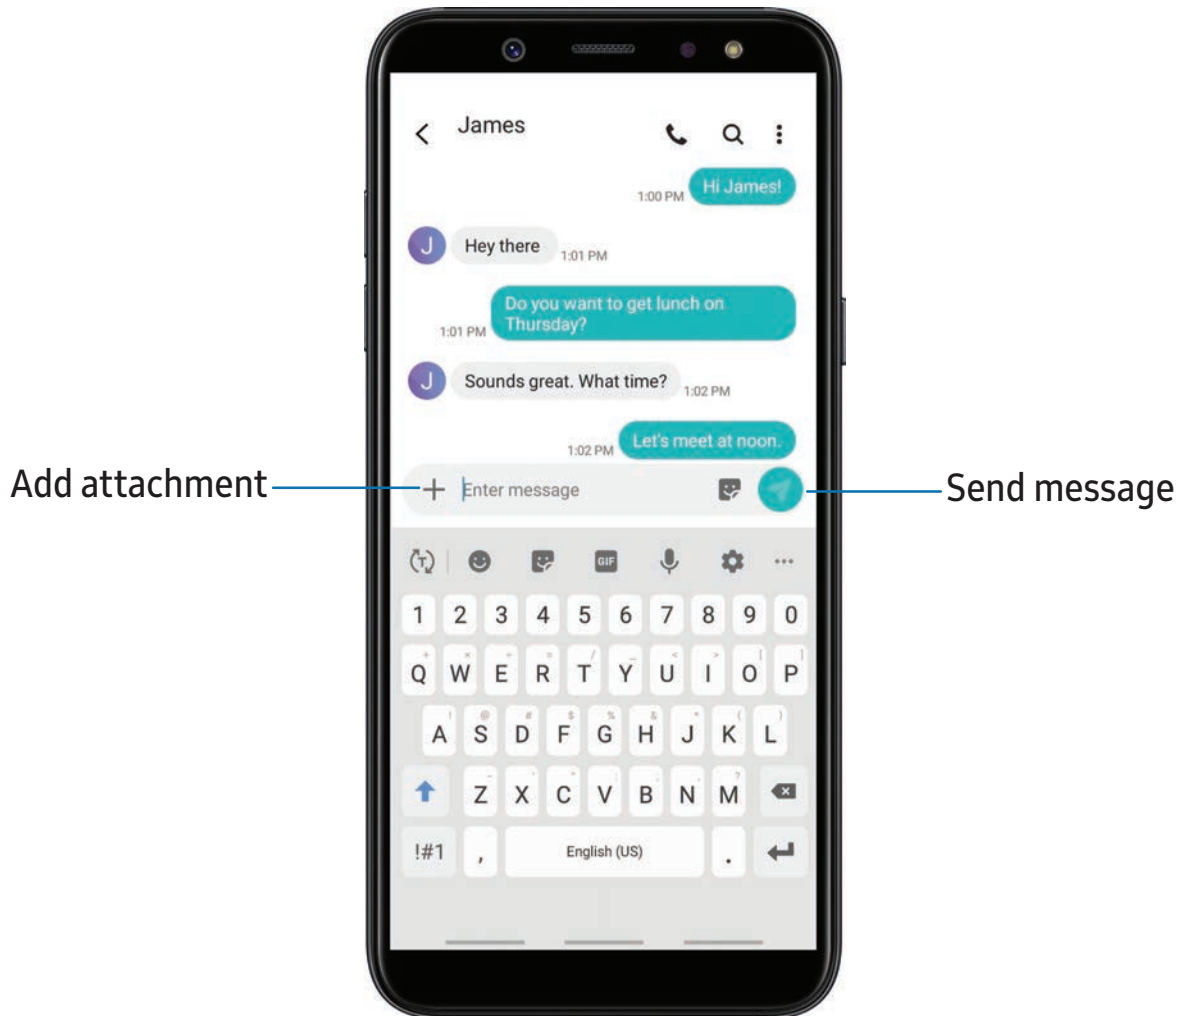 James
Hi James!
1:00 PM
J
Hey there
1:01 PM
Do you want to get lunch on
Thursday?
1:01 PM
J
Sounds great. What time?
1:02 PM
Let's meet at noon.
1:02 PM
Add attachment
Enter message
Send message
T
GIF
1 2 3 4 5 6 7 8 9 0
Q W E R T Y U I O P
A S D F G H J K L
Z X C V B N M
!#1 , English (US) .